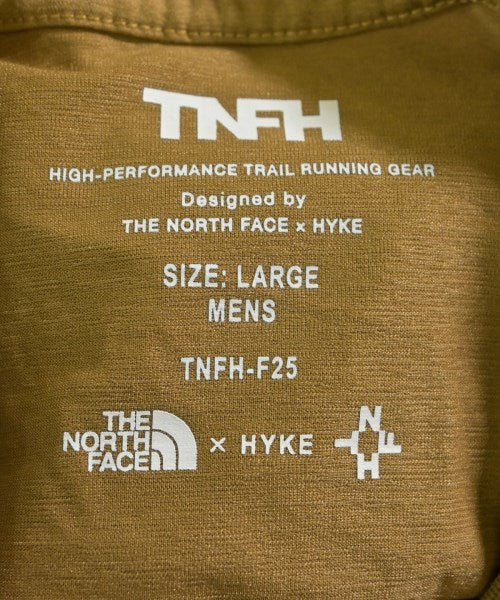 TNFH
HIGH-PERFORMANCE TRAIL RUNNING GEAR
Designed by
THE NORTH FACE × HYKE
SIZE: LARGE
MENS
TNFH-F25
THE
NORTH
FACE
× HYKE
N
F
H